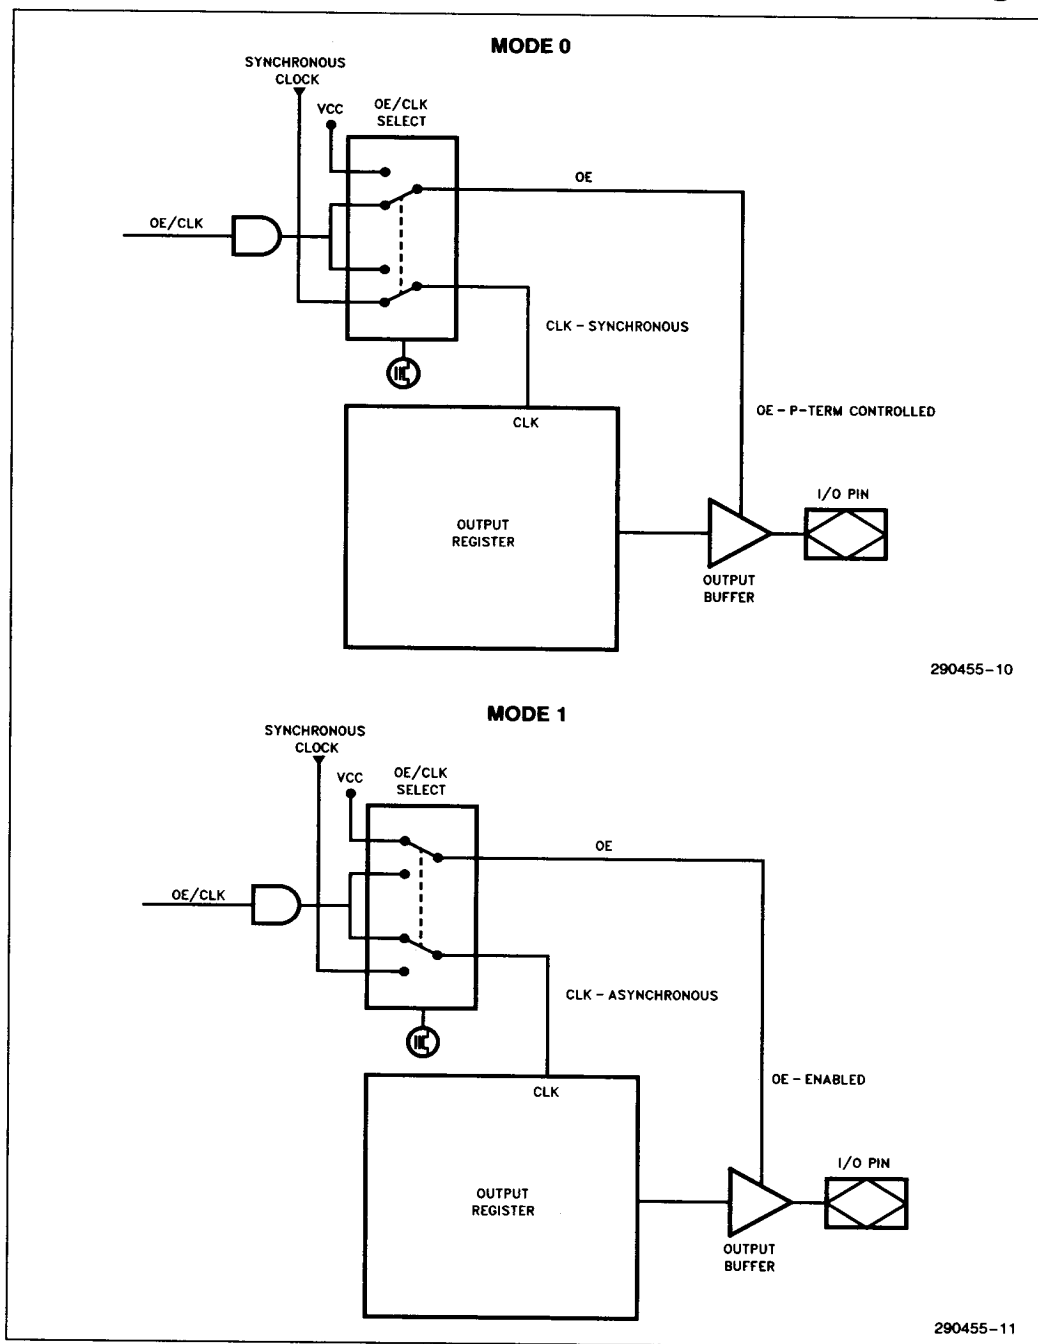 MODE 0
SYNCHRONOUS
CLOCK
VCC
OE/CLK
SELECT
OE
OE/CLK
CLK – SYNCHRONOUS
CLK
OE – P-TERM CONTROLLED
I/O PIN
OUTPUT
REGISTER
OUTPUT
BUFFER
290455–10
MODE 1
SYNCHRONOUS
CLOCK
VCC
OE/CLK
SELECT
OE
OE/CLK
CLK – ASYNCHRONOUS
CLK
OE – ENABLED
I/O PIN
OUTPUT
REGISTER
OUTPUT
BUFFER
290455–11